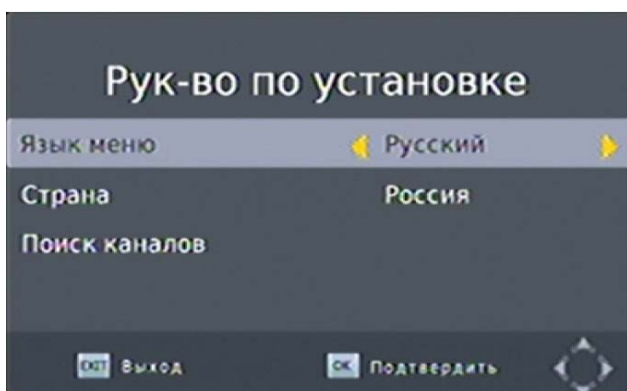 Рук-во по установке
Язык меню Русский
Страна Россия
Поиск каналов
EXIT Выход OK Подтвердить